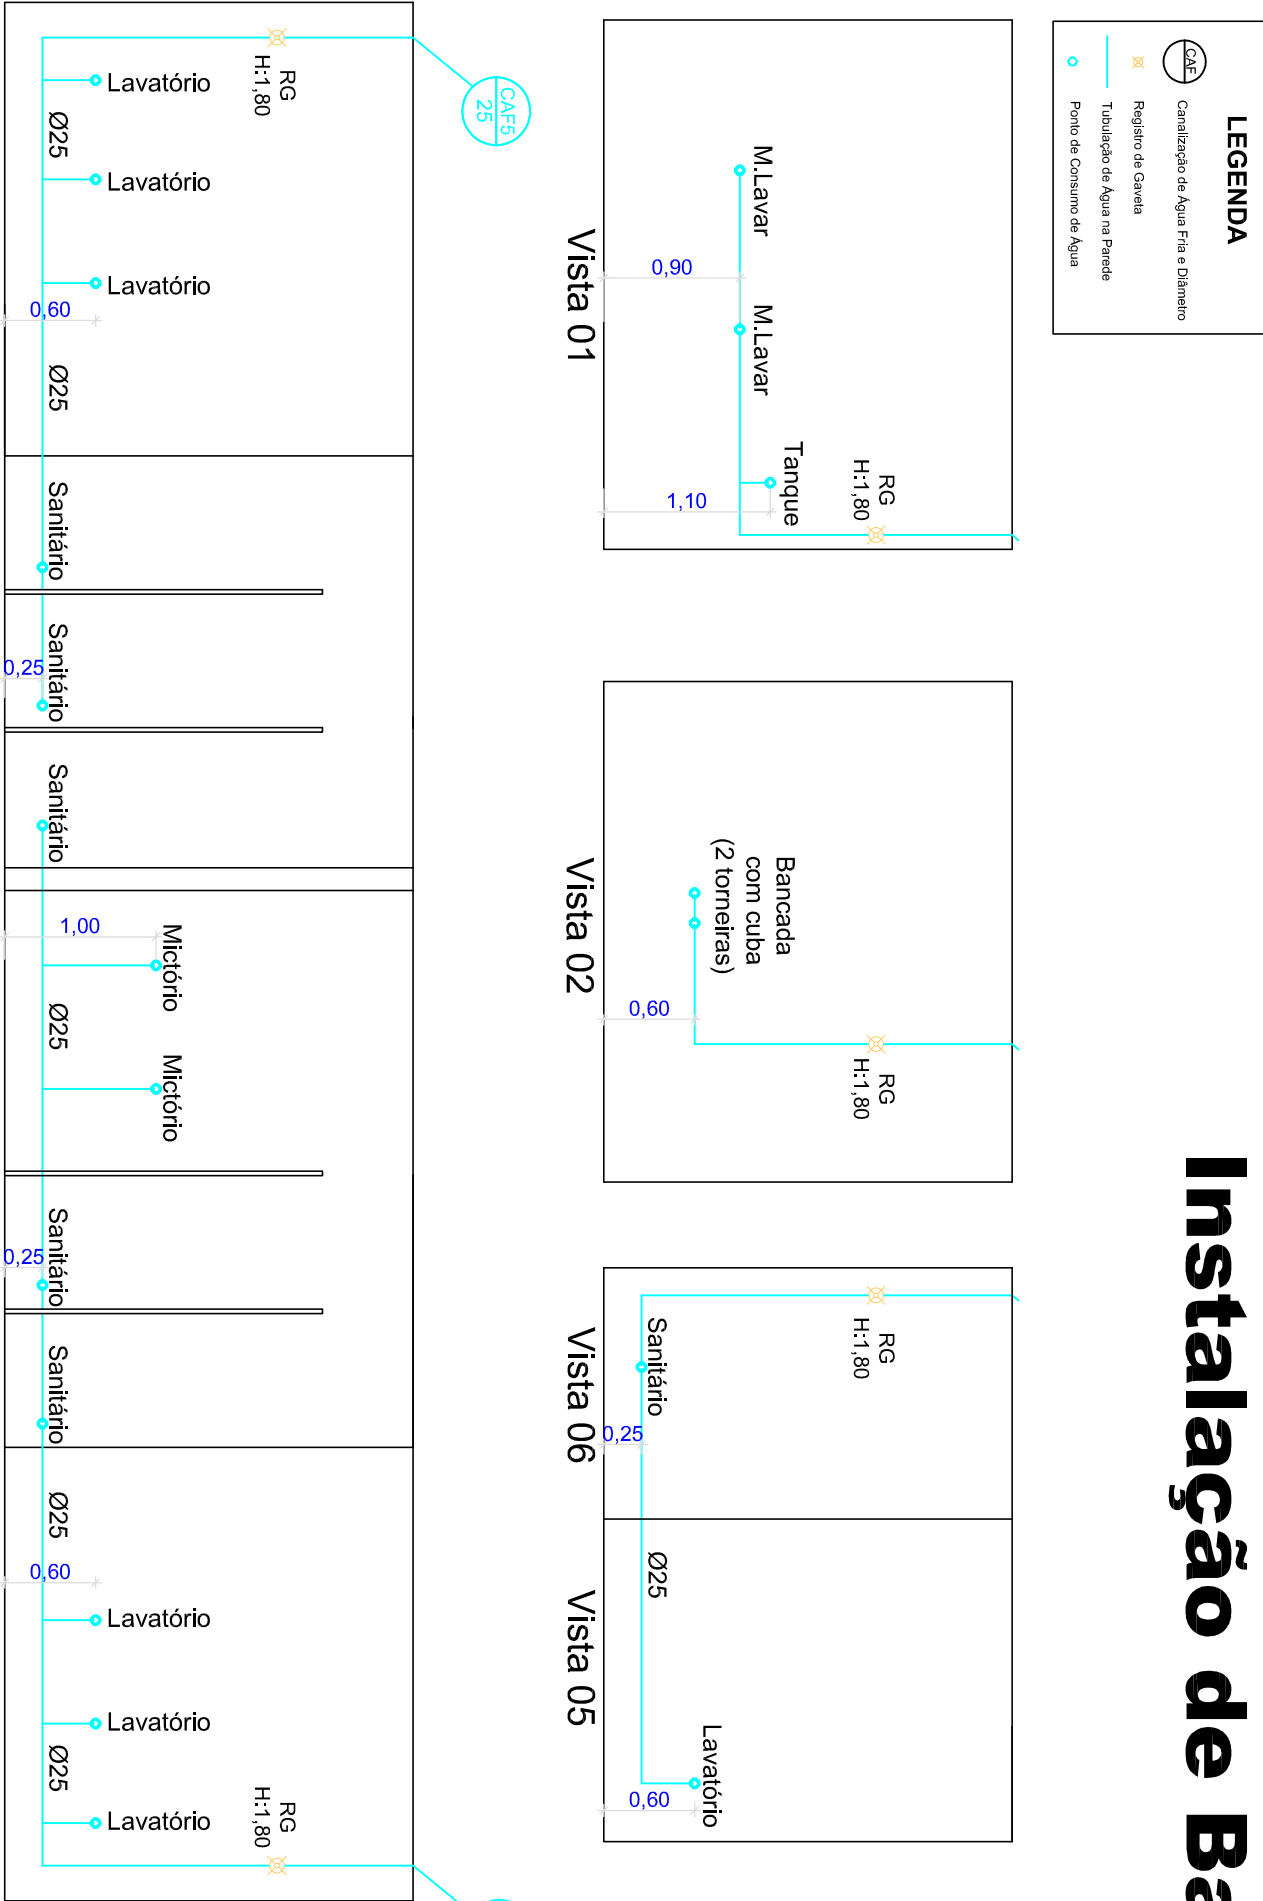 LEGENDA
CAF
Canalização de Água Fria e Diâmetro
Registro de Gaveta
Tubulação de Água na Parede
Ponto de Consumo de Água
Instalação de Ba
M.Lavar
M.Lavar
Tanque
RG
H:1,80
0,90
1,10
Vista 01
Bancada
com cuba
(2 torneiras)
RG
H:1,80
0,60
Vista 02
RG
H:1,80
Sanitário
0,25
Vista 06
Ø25
Lavatório
0,60
Vista 05
CAF5
25
RG
H:1,80
Lavatório
Ø25
Lavatório
Lavatório
0,60
Ø25
Sanitário
Sanitário
0,25
Sanitário
1,00
Mictório
Ø25
Mictório
Sanitário
0,25
Sanitário
Ø25
0,60
Lavatório
Lavatório
Ø25
Lavatório
RG
H:1,80